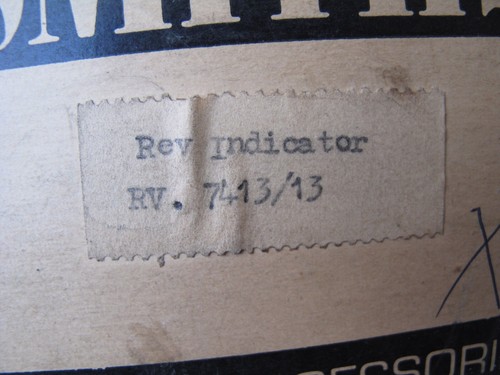 Rev Indicator
RV. 7413/13